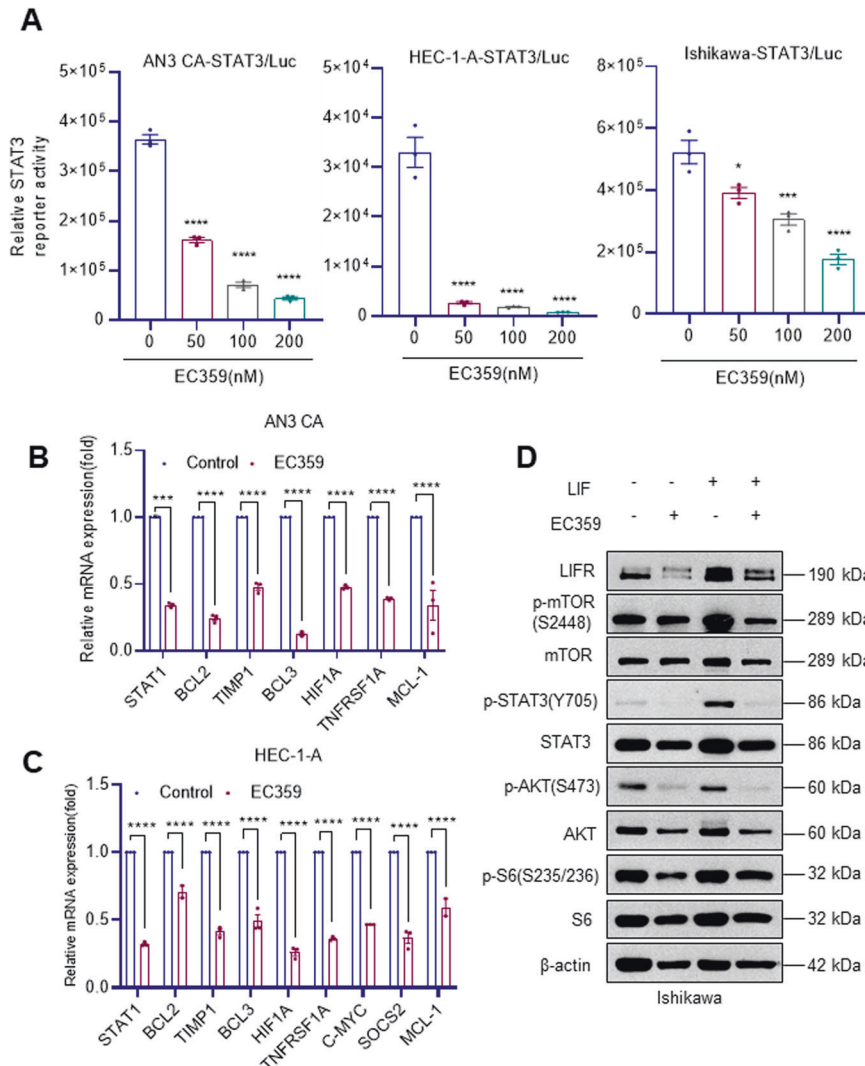 A
AN3 CA-STAT3/Luc
HEC-1-A-STAT3/Luc
Ishikawa-STAT3/Luc
Relative STAT3
reporter activity
5×10⁵
4×10⁵
3×10⁵
2×10⁵
1×10⁵
0
5×10⁴
4×10⁴
3×10⁴
2×10⁴
1×10⁴
0
8×10⁵
6×10⁵
4×10⁵
2×10⁵
0
**** **** ****
**** **** ****
* *** ****
0 50 100 200
0 50 100 200
0 50 100 200
EC359(nM)
EC359(nM)
EC359(nM)
B
AN3 CA
Relative mRNA expression(fold)
1.5
1.0
0.5
0.0
Control EC359
*** **** **** **** **** **** ****
STAT1 BCL2 TIMP1 BCL3 HIF1A TNFRSF1A MCL-1
C
HEC-1-A
Relative mRNA expression(fold)
1.5
1.0
0.5
0.0
Control EC359
**** **** **** **** **** **** **** **** ****
STAT1 BCL2 TIMP1 BCL3 HIF1A TNFRSF1A C-MYC SOCS2 MCL-1
D
LIF - - + +
EC359 - + - +
LIFR 190 kDa
p-mTOR
(S2448) 289 kDa
mTOR 289 kDa
p-STAT3(Y705) 86 kDa
STAT3 86 kDa
p-AKT(S473) 60 kDa
AKT 60 kDa
p-S6(S235/236) 32 kDa
S6 32 kDa
β-actin 42 kDa
Ishikawa